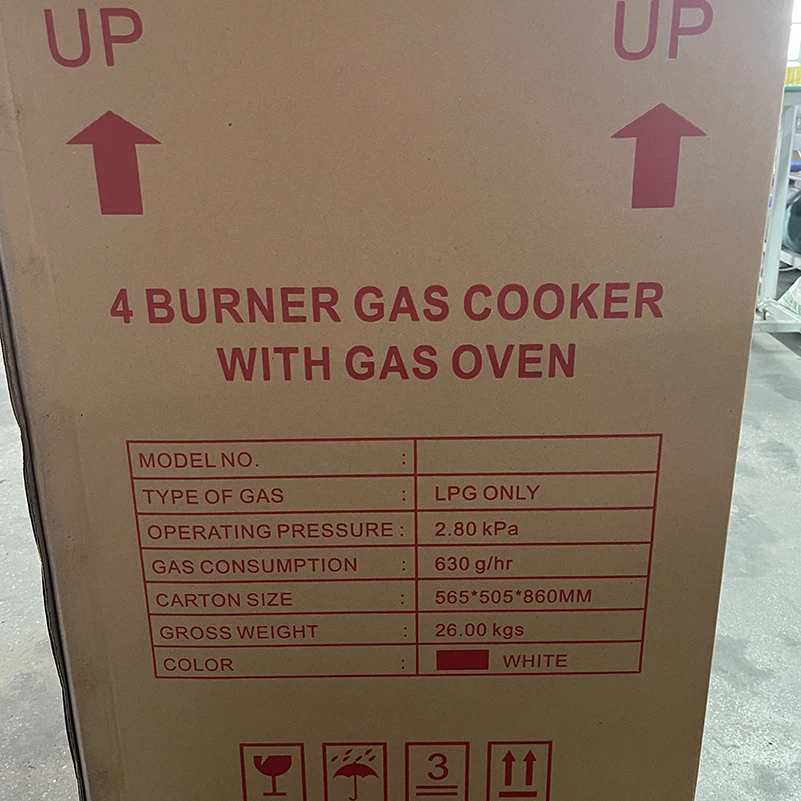 UP UP
4 BURNER GAS COOKER
WITH GAS OVEN
MODEL NO. :
TYPE OF GAS : LPG ONLY
OPERATING PRESSURE : 2.80 kPa
GAS CONSUMPTION : 630 g/hr
CARTON SIZE : 565*505*860MM
GROSS WEIGHT : 26.00 kgs
COLOR : WHITE
3